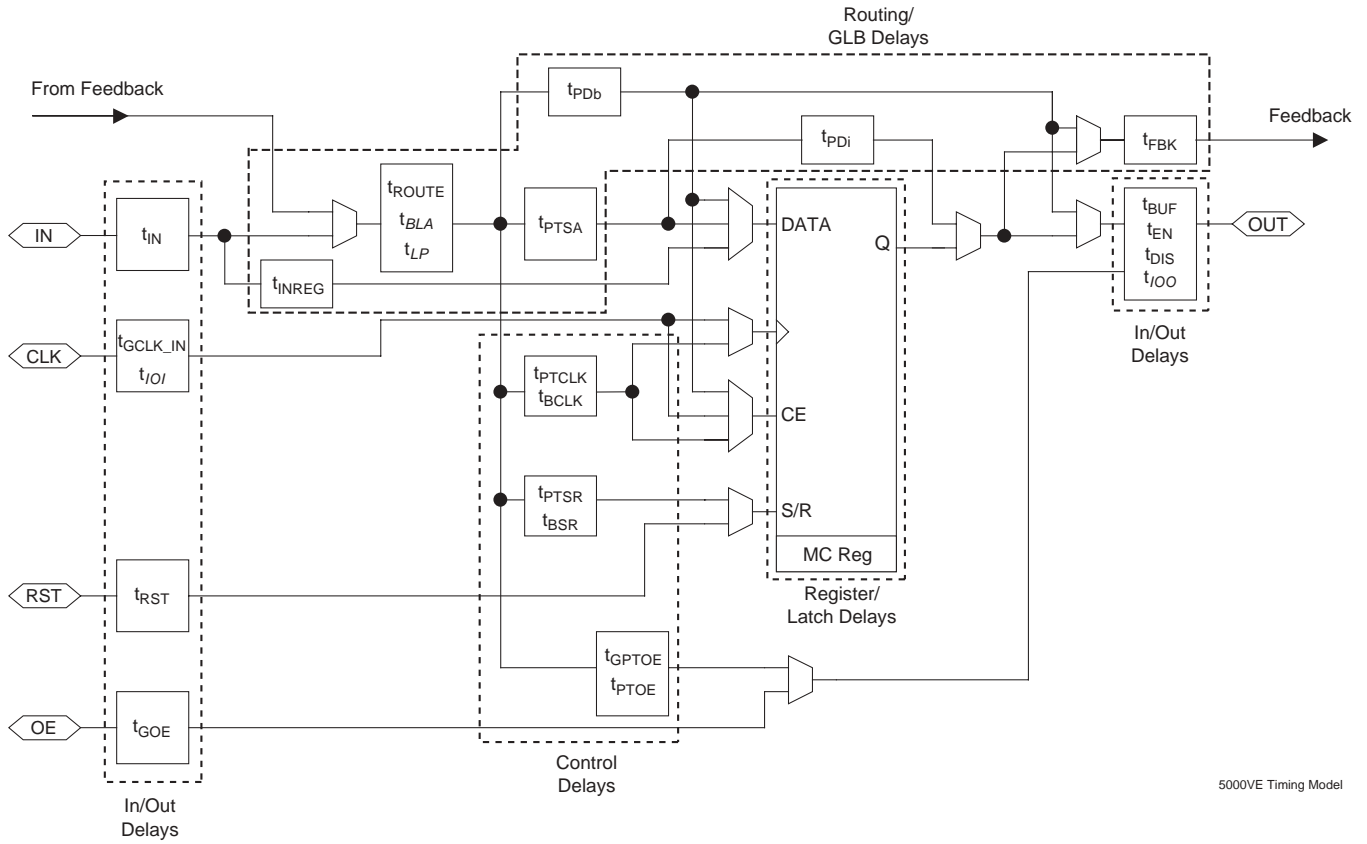 Routing/
GLB Delays
From Feedback
tPDb
Feedback
tPDi
tFBK
tROUTE
tBLA
tLP
tBUF
tEN
tDIS
tIOO
IN
tIN
tPTSA
DATA
Q
OUT
tINREG
In/Out
Delays
CLK
tGCLK_IN
tIOI
tPTCLK
tBCLK
CE
tPTSR
tBSR
S/R
MC Reg
RST
tRST
Register/
Latch Delays
tGPTOE
tPTOE
OE
tGOE
Control
Delays
5000VE Timing Model
In/Out
Delays